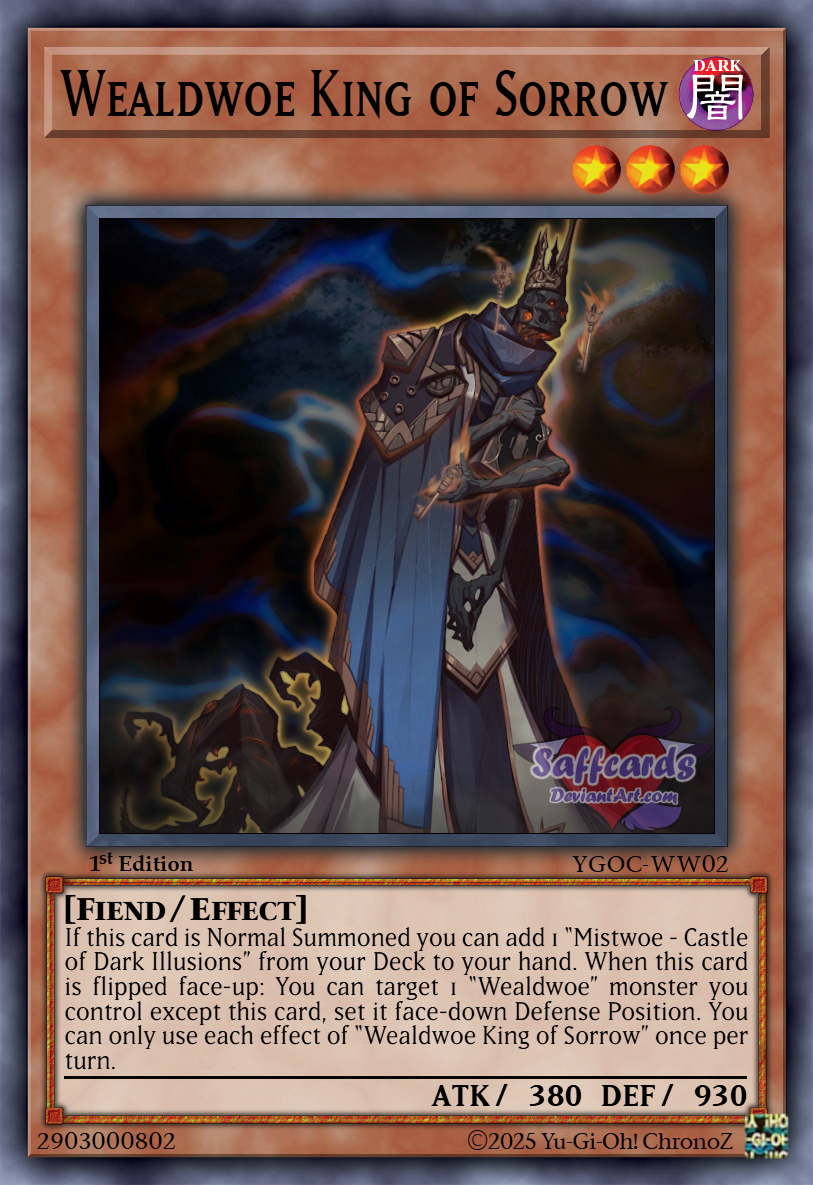 Wealdwoe King of Sorrow
DARK
闇
Saffcards
DeviantArt.com
1st Edition
YGOC-WW02
[Fiend/Effect]
If this card is Normal Summoned you can add 1 "Mistwoe - Castle
of Dark Illusions" from your Deck to your hand. When this card
is flipped face-up: You can target 1 "Wealdwoe" monster you
control except this card, set it face-down Defense Position. You
can only use each effect of "Wealdwoe King of Sorrow" once per
turn.
ATK/ 380 DEF/ 930
2903000802
©2025 Yu-Gi-Oh! ChronoZ